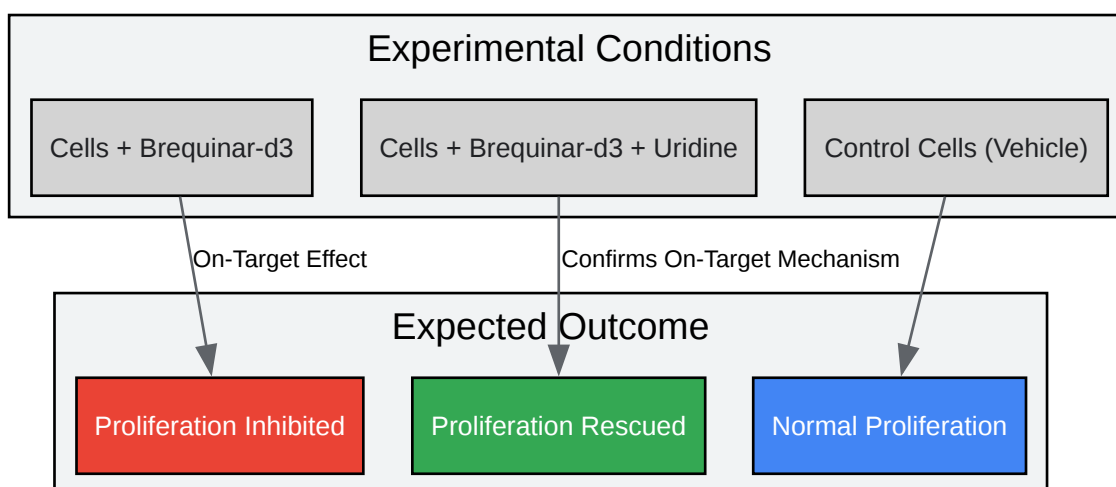 Experimental Conditions
Cells + Brequinar-d3
Cells + Brequinar-d3 + Uridine
Control Cells (Vehicle)
On-Target Effect
Confirms On-Target Mechanism
Expected Outcome
Proliferation Inhibited
Proliferation Rescued
Normal Proliferation